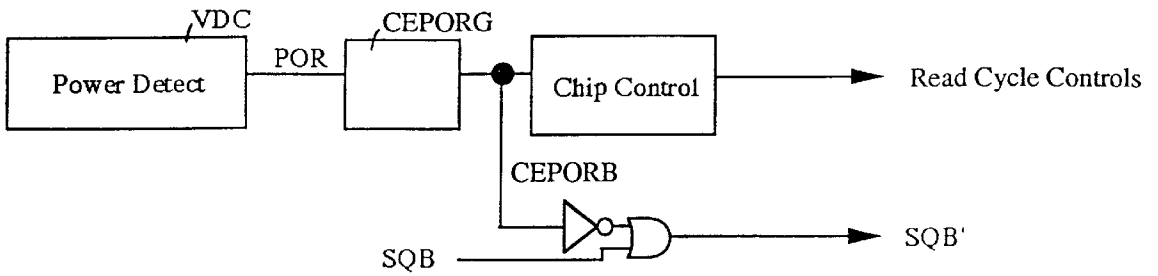 VDC
CEPORG
Power Detect
POR
Chip Control
Read Cycle Controls
CEPORB
SQB
SQB'